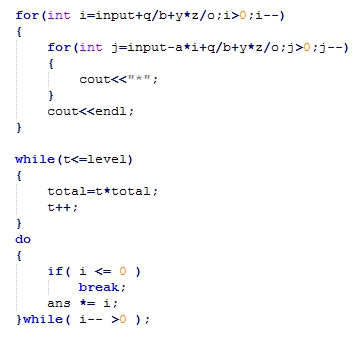 for(int i=input+q/b+y*z/o;i>0;i--)
{
    for(int j=input-a*i+q/b+y*z/o;j>0;j--)
    {
        cout<<"*";
    }
    cout<<endl;
}

while(t<=level)
{
    total=t*total;
    t++;
}
do
{
    if( i <= 0 )
        break;
    ans *= i;
}while( i-- >0 );